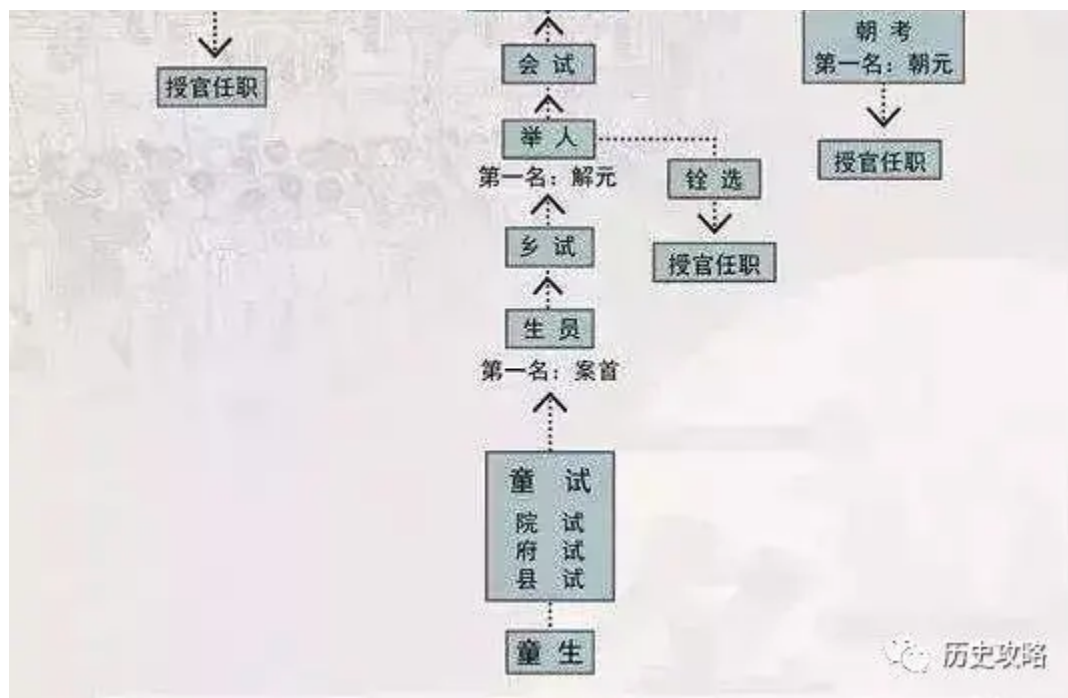 朝 考
第一名：朝元
会 试
授官任职
举 人
授官任职
第一名：解元
铨 选
乡 试
授官任职
生 员
第一名：案首
童 试
院 试
府 试
县 试
童 生
历史攻略